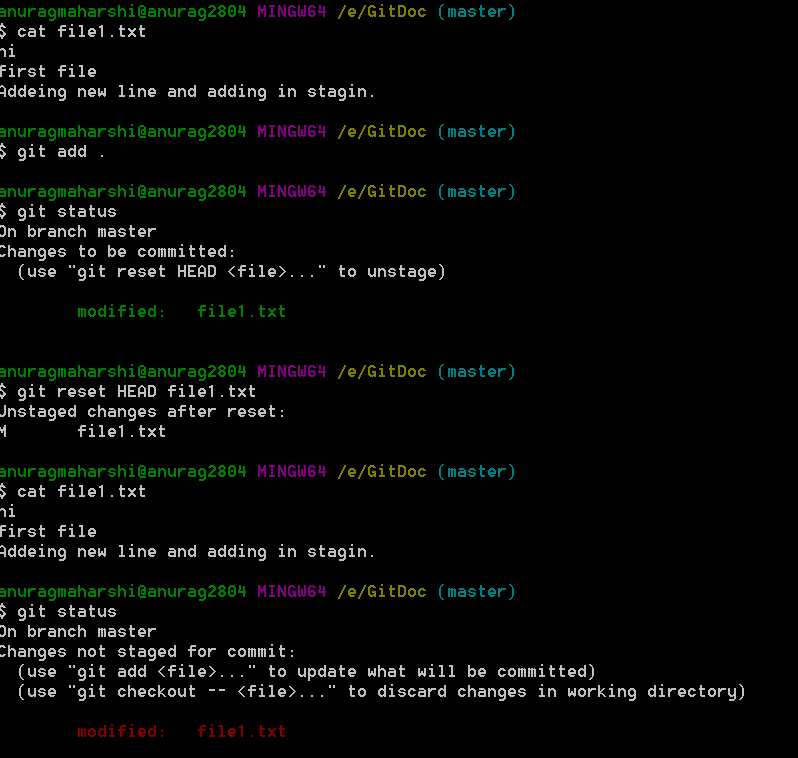 anuragmaharshi@anurag2804 MINGW64 /e/GitDoc (master)
$ cat file1.txt
hi
first file
Addeing new line and adding in stagin.
anuragmaharshi@anurag2804 MINGW64 /e/GitDoc (master)
$ git add .
anuragmaharshi@anurag2804 MINGW64 /e/GitDoc (master)
$ git status
On branch master
Changes to be committed:
  (use "git reset HEAD <file>..." to unstage)
        modified:   file1.txt
anuragmaharshi@anurag2804 MINGW64 /e/GitDoc (master)
$ git reset HEAD file1.txt
Unstaged changes after reset:
M       file1.txt
anuragmaharshi@anurag2804 MINGW64 /e/GitDoc (master)
$ cat file1.txt
hi
first file
Addeing new line and adding in stagin.
anuragmaharshi@anurag2804 MINGW64 /e/GitDoc (master)
$ git status
On branch master
Changes not staged for commit:
  (use "git add <file>..." to update what will be committed)
  (use "git checkout -- <file>..." to discard changes in working directory)
        modified:   file1.txt